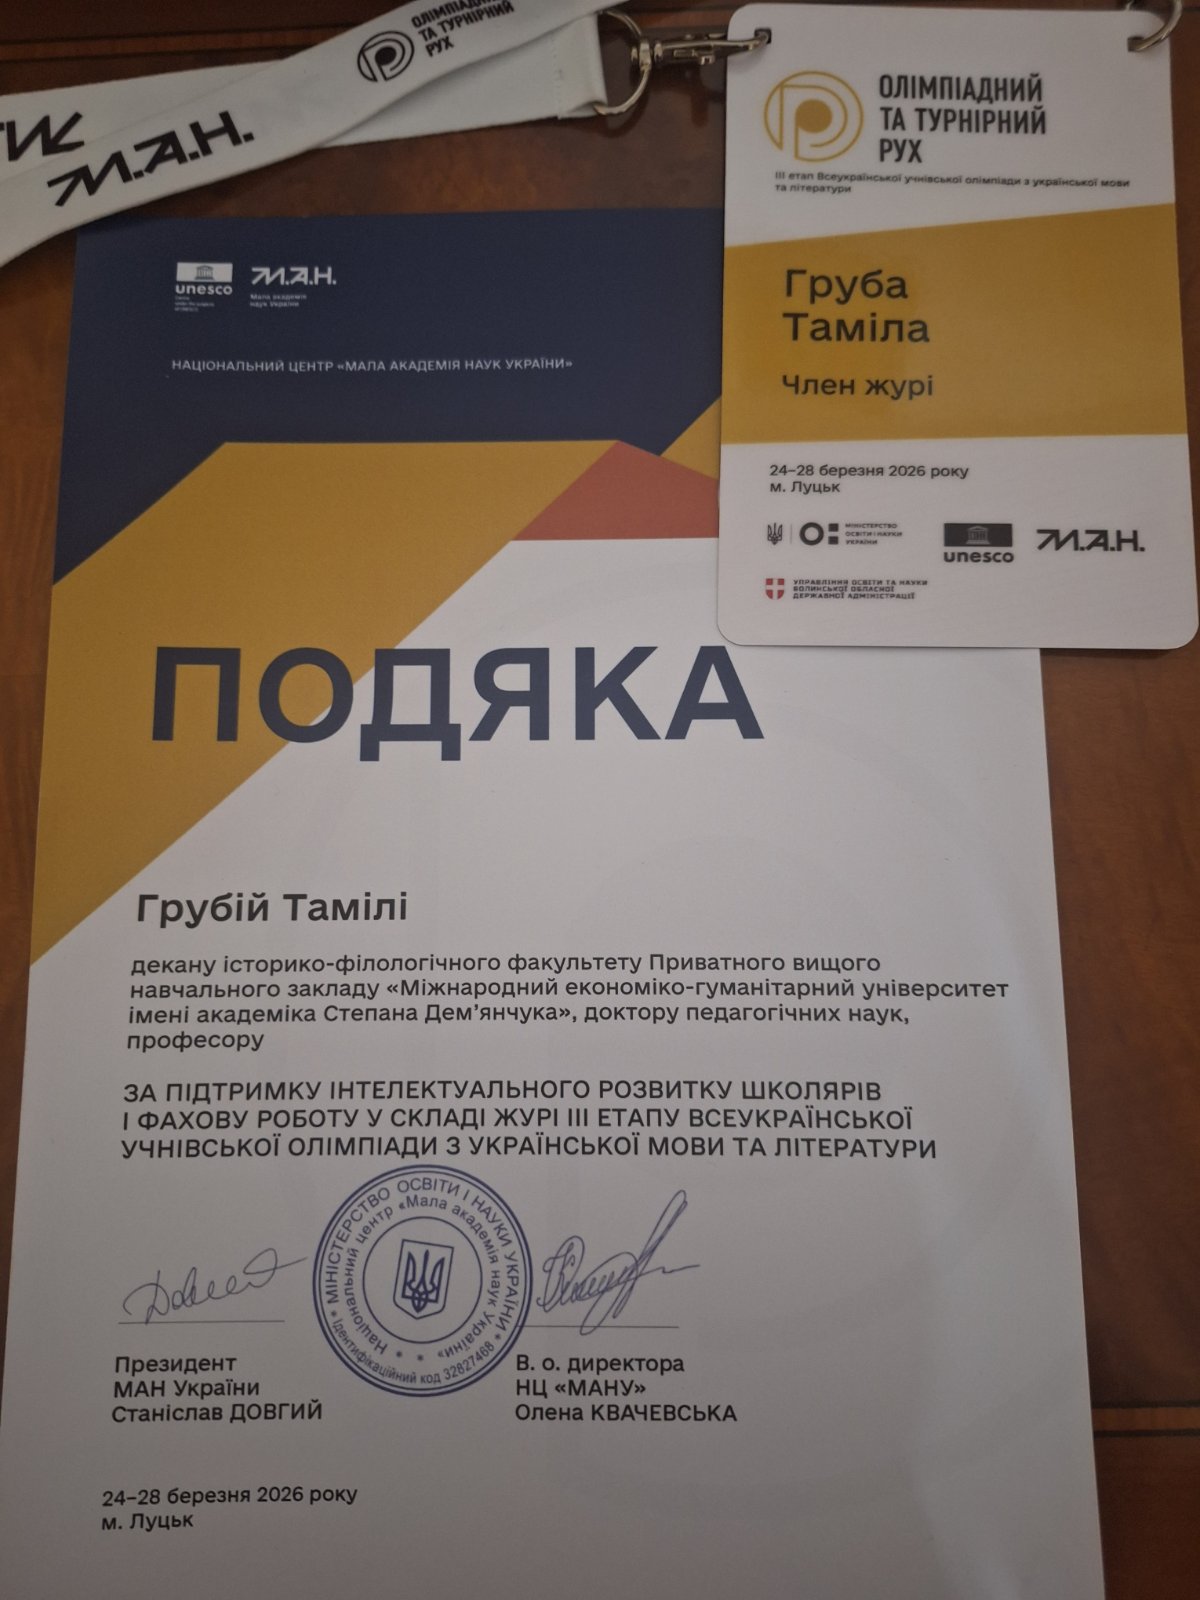 ОЛІМПІАДНИЙ
ТА ТУРНІРНИЙ
РУХ
М.А.Н.
ОЛІМПІАДНИЙ
ТА ТУРНІРНИЙ
РУХ
III етап Всеукраїнської учнівської олімпіади з української мови
та літератури
Груба
Таміла
Член журі
24–28 березня 2026 року
м. Луцьк
МІНІСТЕРСТВО
ОСВІТИ І НАУКИ
УКРАЇНИ
unesco
М.А.Н.
УПРАВЛІННЯ ОСВІТИ ТА НАУКИ
ВОЛИНСЬКОЇ ОБЛАСНОЇ
ДЕРЖАВНОЇ АДМІНІСТРАЦІЇ
unesco
М.А.Н.
Мала академія
наук України
НАЦІОНАЛЬНИЙ ЦЕНТР «МАЛА АКАДЕМІЯ НАУК УКРАЇНИ»
ПОДЯКА
Грубій Тамілі
декану історико-філологічного факультету Приватного вищого
навчального закладу «Міжнародний економіко-гуманітарний університет
імені академіка Степана Дем’янчука», доктору педагогічних наук,
професору
ЗА ПІДТРИМКУ ІНТЕЛЕКТУАЛЬНОГО РОЗВИТКУ ШКОЛЯРІВ
І ФАХОВУ РОБОТУ У СКЛАДІ ЖУРІ III ЕТАПУ ВСЕУКРАЇНСЬКОЇ
УЧНІВСЬКОЇ ОЛІМПІАДИ З УКРАЇНСЬКОЇ МОВИ ТА ЛІТЕРАТУРИ
* МІНІСТЕРСТВО ОСВІТИ І НАУКИ УКРАЇНИ *
Ідентифікаційний код 32827468
* Національний центр «Мала академія наук України» *
Президент
МАН України
Станіслав ДОВГИЙ
В. о. директора
НЦ «МАНУ»
Олена КВАЧЕВСЬКА
24–28 березня 2026 року
м. Луцьк